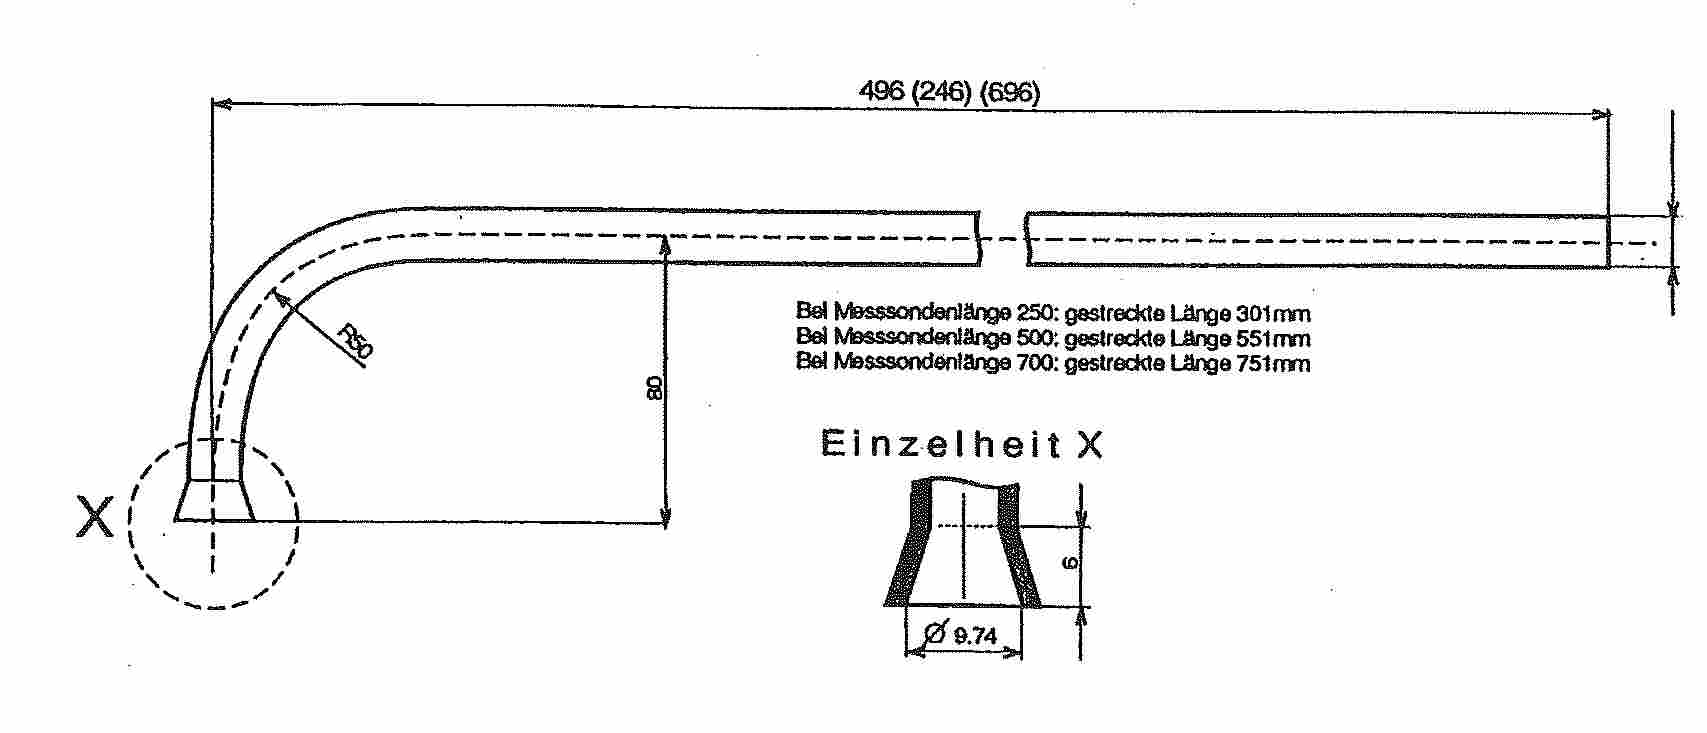 496 (246) (696)
R50
80
Bei Messsondenlänge 250: gestreckte Länge 301mm
Bei Messsondenlänge 500: gestreckte Länge 551mm
Bei Messsondenlänge 700: gestreckte Länge 751mm
Einzelheit X
X
6
Ø 9.74